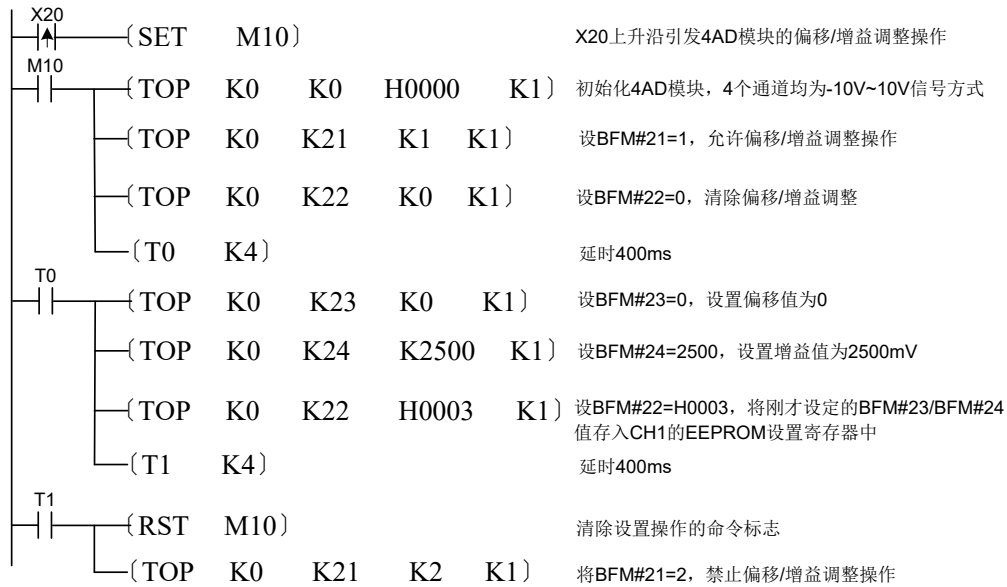 X20
〔SET M10〕 X20上升沿引发4AD模块的偏移/增益调整操作
M10
〔TOP K0 K0 H0000 K1〕 初始化4AD模块，4个通道均为-10V~10V信号方式
〔TOP K0 K21 K1 K1〕 设BFM#21=1，允许偏移/增益调整操作
〔TOP K0 K22 K0 K1〕 设BFM#22=0，清除偏移/增益调整
〔T0 K4〕 延时400ms
T0
〔TOP K0 K23 K0 K1〕 设BFM#23=0，设置偏移值为0
〔TOP K0 K24 K2500 K1〕 设BFM#24=2500，设置增益值为2500mV
〔TOP K0 K22 H0003 K1〕 设BFM#22=H0003，将刚才设定的BFM#23/BFM#24
值存入CH1的EEPROM设置寄存器中
〔T1 K4〕 延时400ms
T1
〔RST M10〕 清除设置操作的命令标志
〔TOP K0 K21 K2 K1〕 将BFM#21=2，禁止偏移/增益调整操作